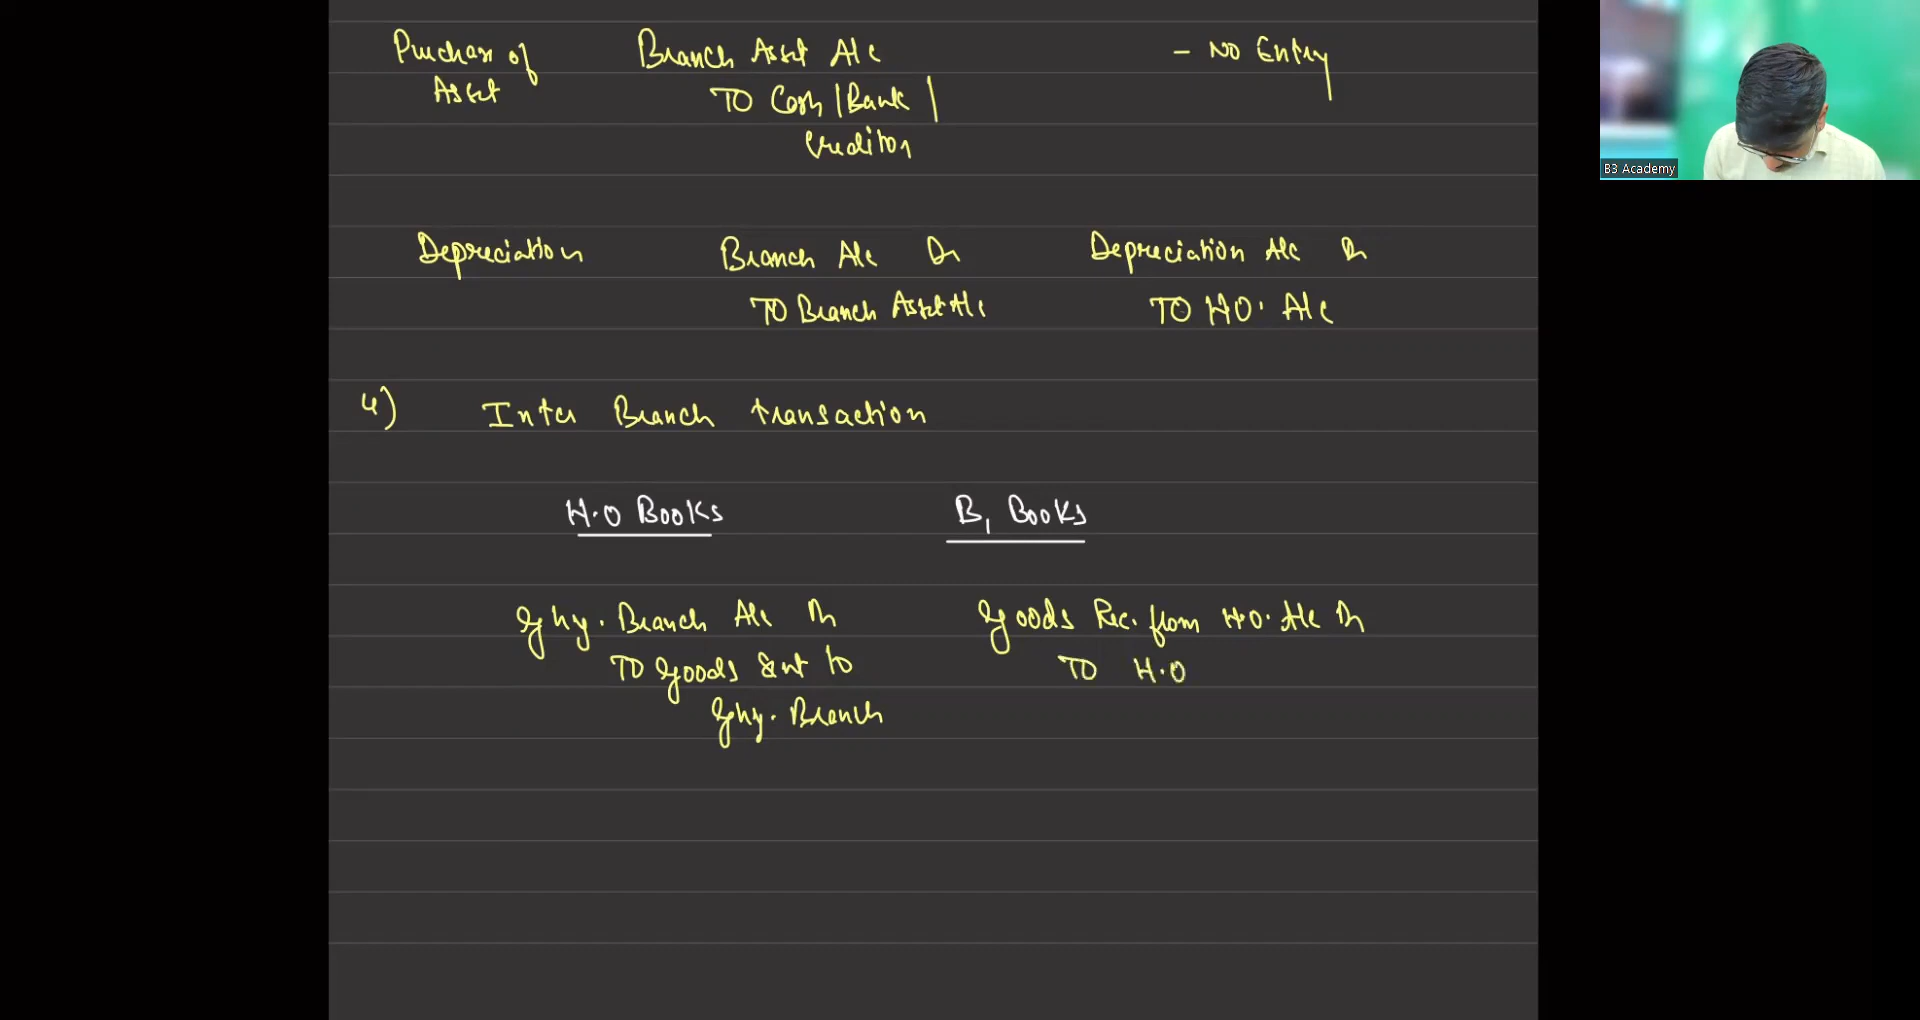 Purchase of Asset
Branch Asset A/c
TO Cash | Bank |
Creditor
- No Entry
Depreciation
Branch A/c Dr
TO Branch Asset A/c
Depreciation A/c Dr
TO H.O. A/c
4) Inter Branch transaction
H.O Books
B1 Books
Ghy. Branch A/c Dr
TO Goods Sent to
Ghy. Branch
Goods Rec. from H.O. A/c Dr
TO H.O
B3 Academy